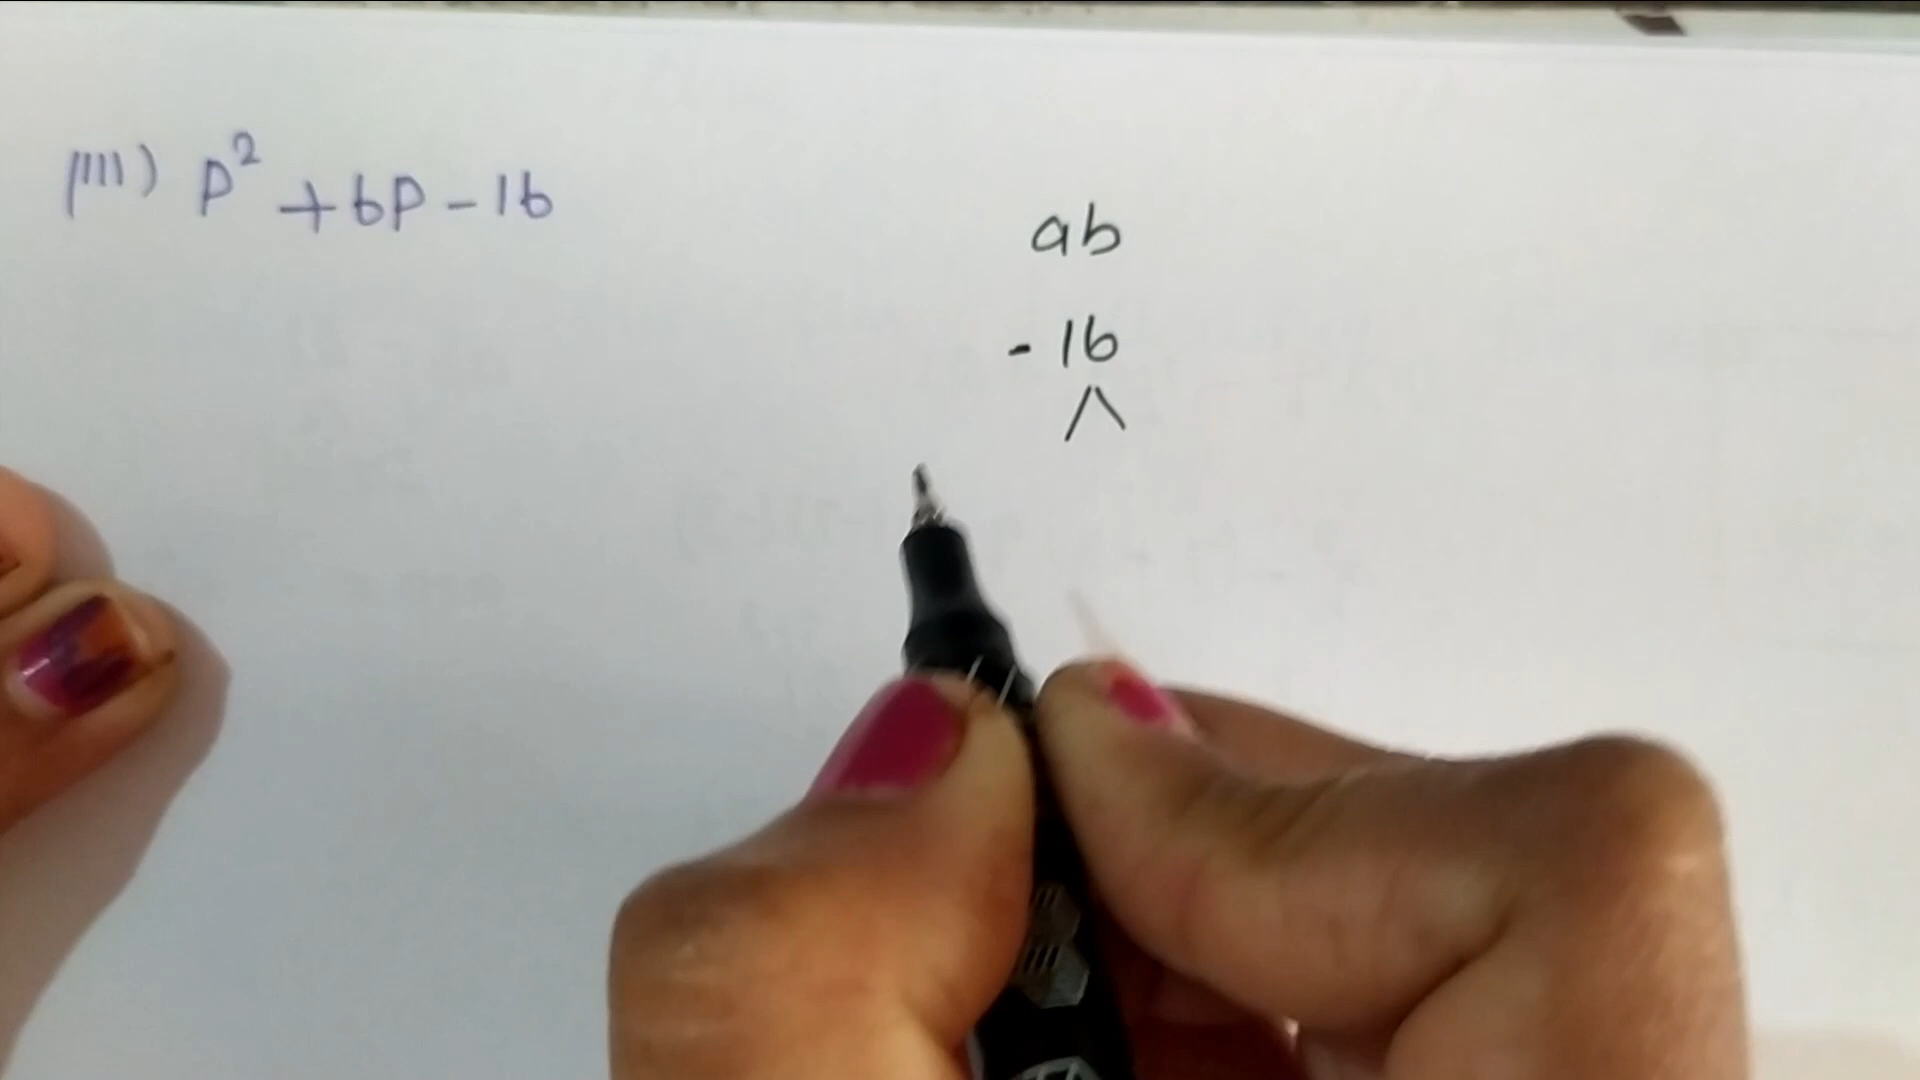 iii) p² + 6p - 16
ab
- 16